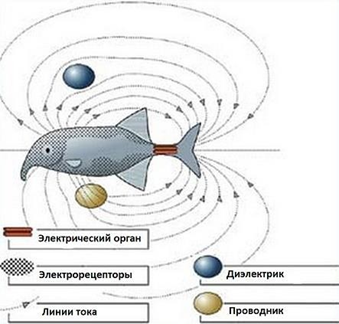 Электрический орган
Электрорецепторы
Диэлектрик
Линии тока
Проводник